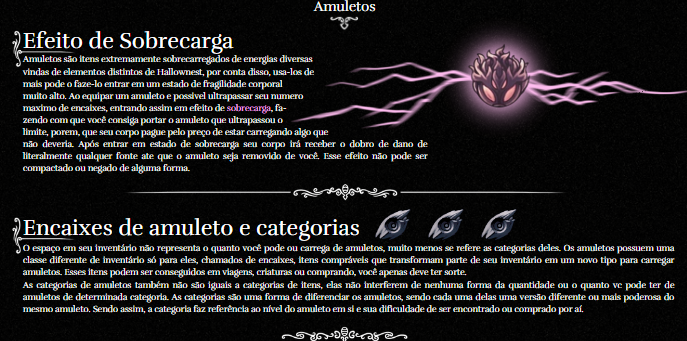 Amuletos
Efeito de Sobrecarga
Amuletos são itens extremamente sobrecarregados de energias diversas
vindas de elementos distintos de Hallownest, por conta disso, usa-los de
mais pode o faze-lo entrar em um estado de fragilidade corporal
muito alto. Ao equipar um amuleto e possivel ultrapassar seu numero
maximo de encaixes, entrando assim em efeito de sobrecarga, fa-
zendo com que você consiga portar o amuleto que ultrapassou o
limite, porem, que seu corpo pague pelo preço de estar carregando algo que
não deveria. Após entrar em estado de sobrecarga seu corpo irá receber o dobro de dano de
literalmente qualquer fonte ate que o amuleto seja removido de você. Esse efeito não pode ser
compactado ou negado de alguma forma.
Encaixes de amuleto e categorias
O espaço em seu inventário não representa o quanto você pode ou carrega de amuletos, muito menos se refere as categorias deles. Os amuletos possuem uma
classe diferente de inventário só para eles, chamados de encaixes, itens compráveis que transformam parte de seu inventário em um novo tipo para carregar
amuletos. Esses itens podem ser conseguidos em viagens, criaturas ou comprando, você apenas deve ter sorte.
As categorias de amuletos também não são iguais a categorias de itens, elas não interferem de nenhuma forma da quantidade ou o quanto vc pode ter de
amuletos de determinada categoria. As categorias são uma forma de diferenciar os amuletos, sendo cada uma delas uma versão diferente ou mais poderosa do
mesmo amuleto. Sendo assim, a categoria faz referência ao nível do amuleto em si e sua dificuldade de ser encontrado ou comprado por aí.